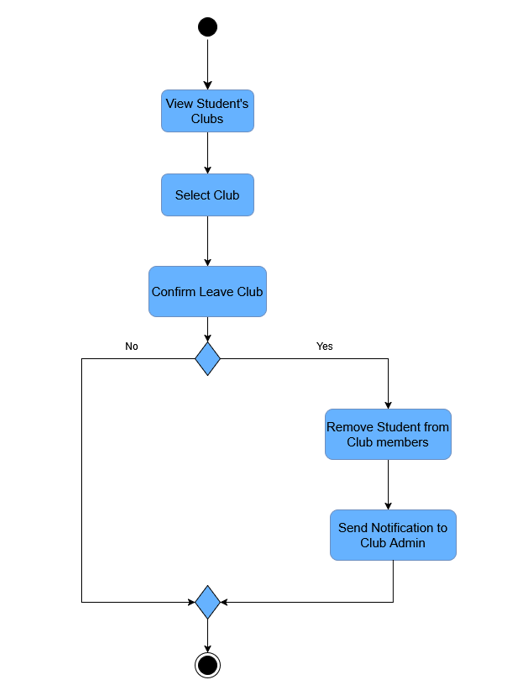 View Student's
Clubs
Select Club
Confirm Leave Club
No
Yes
Remove Student from
Club members
Send Notification to
Club Admin